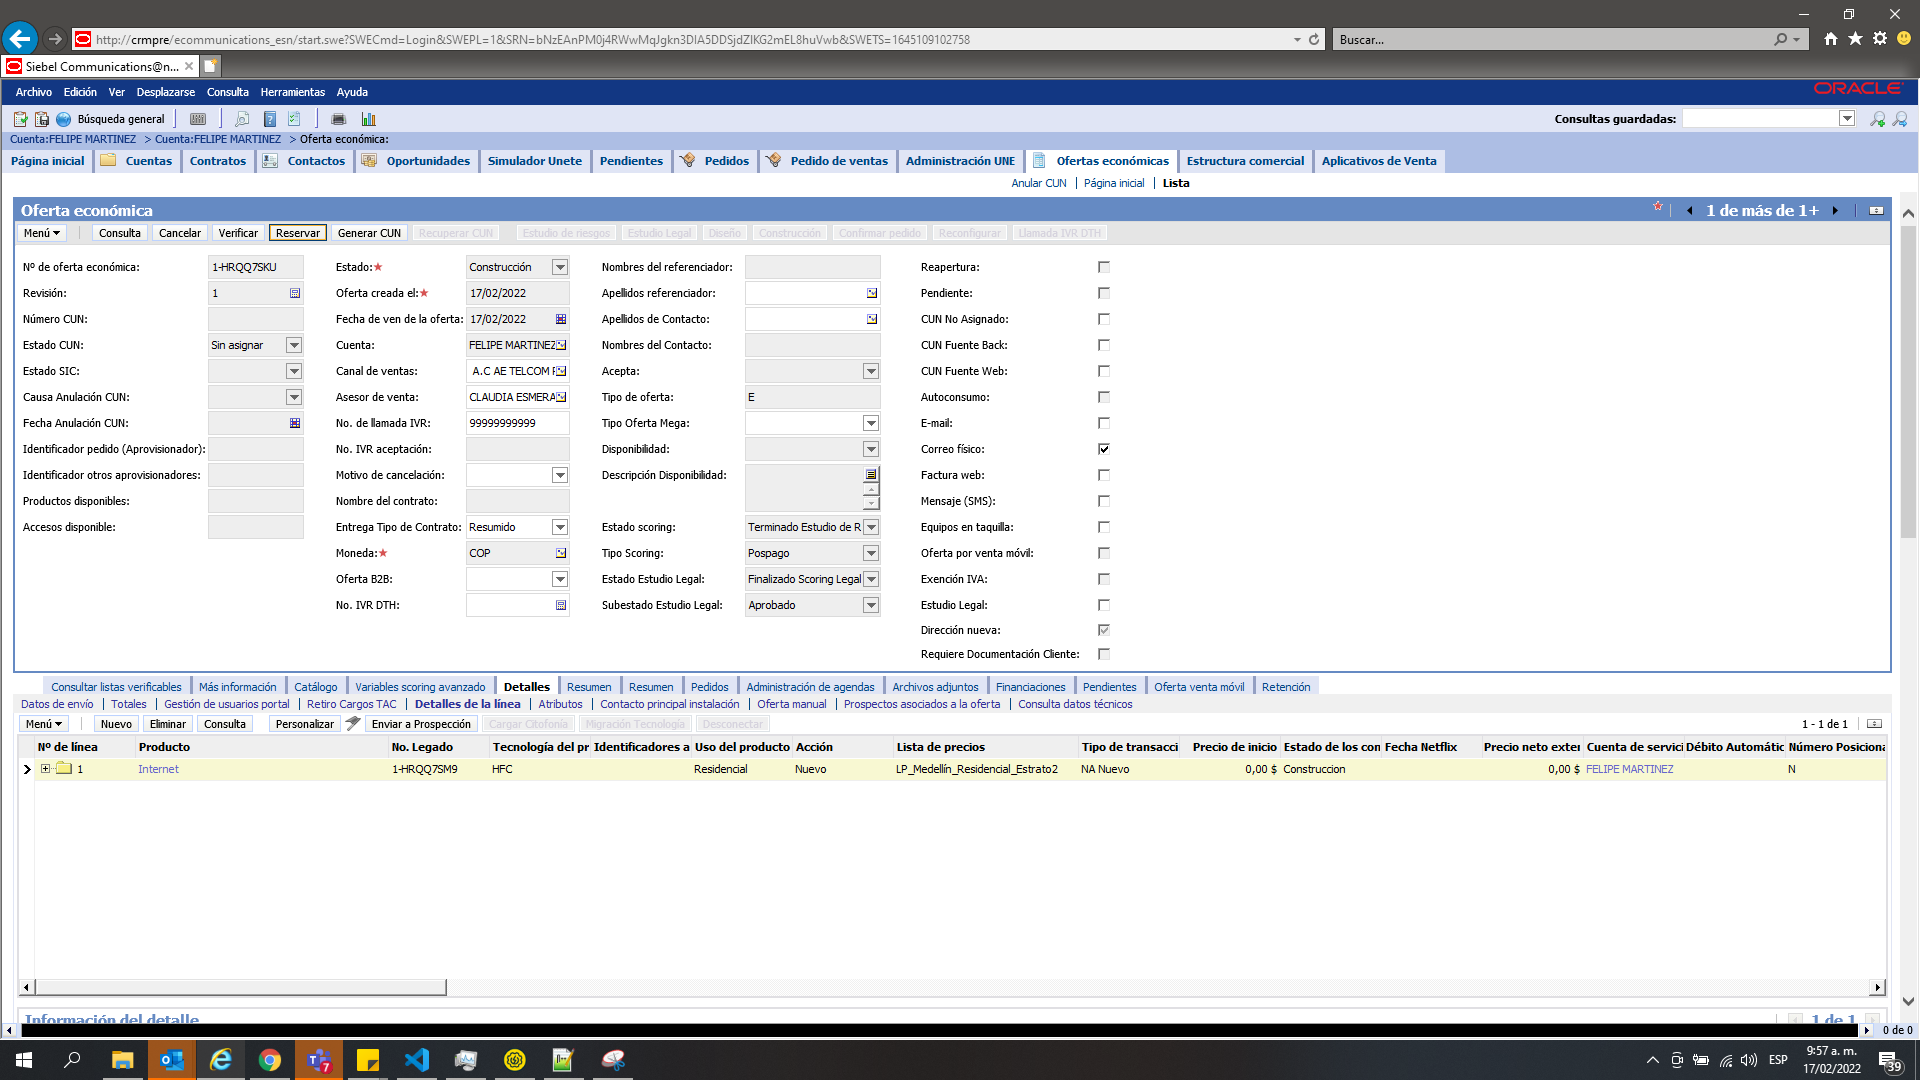 http://crmpre/ecommunications_esn/start.swe?SWECmd=Login&SWEPL=1&SRN=bNzEAnPM0j4RWwMqJgkn3DIA5DDSjdZIKG2mEL8huVwb&SWETS=1645109102758
Buscar...
Siebel Communications@n...
Archivo Edición Ver Desplazarse Consulta Herramientas Ayuda
ORACLE
Búsqueda general
Consultas guardadas:
Cuenta:FELIPE MARTINEZ > Cuenta:FELIPE MARTINEZ > Oferta económica:
Página inicial Cuentas Contratos Contactos Oportunidades Simulador Unete Pendientes Pedidos Pedido de ventas Administración UNE Ofertas económicas Estructura comercial Aplicativos de Venta
Anular CUN | Página inicial | Lista
Oferta económica
1 de más de 1+
Menú Consulta Cancelar Verificar Reservar Generar CUN Recuperar CUN Estudio de riesgos Estudio Legal Diseño Construcción Confirmar pedido Reconfigurar Llamada IVR DTH
Nº de oferta económica: 1-HRQQ7SKU Estado:★ Construcción Nombres del referenciador: Reapertura:
Revisión: 1 Oferta creada el:★ 17/02/2022 Apellidos referenciador: Pendiente:
Número CUN: Fecha de ven de la oferta: 17/02/2022 Apellidos de Contacto: CUN No Asignado:
Estado CUN: Sin asignar Cuenta: FELIPE MARTINEZ Nombres del Contacto: CUN Fuente Back:
Estado SIC: Canal de ventas: A.C AE TELCOM Acepta: CUN Fuente Web:
Causa Anulación CUN: Asesor de venta: CLAUDIA ESMERA Tipo de oferta: E Autoconsumo:
Fecha Anulación CUN: No. de llamada IVR: 99999999999 Tipo Oferta Mega: E-mail:
Identificador pedido (Aprovisionador): No. IVR aceptación: Disponibilidad: Correo físico:
Identificador otros aprovisionadores: Motivo de cancelación: Descripción Disponibilidad: Factura web:
Productos disponibles: Nombre del contrato: Mensaje (SMS):
Accesos disponible: Entrega Tipo de Contrato: Resumido Estado scoring: Terminado Estudio de R Equipos en taquilla:
Moneda:★ COP Tipo Scoring: Pospago Oferta por venta móvil:
Oferta B2B: Estado Estudio Legal: Finalizado Scoring Legal Exención IVA:
No. IVR DTH: Subestado Estudio Legal: Aprobado Estudio Legal:
Dirección nueva:
Requiere Documentación Cliente:
Consultar listas verificables Más información Catálogo Variables scoring avanzado Detalles Resumen Resumen Pedidos Administración de agendas Archivos adjuntos Financiaciones Pendientes Oferta venta móvil Retención
Datos de envío | Totales | Gestión de usuarios portal | Retiro Cargos TAC | Detalles de la línea | Atributos | Contacto principal instalación | Oferta manual | Prospectos asociados a la oferta | Consulta datos técnicos
Menú Nuevo Eliminar Consulta Personalizar Enviar a Prospección Cargar Citofonía Migración Tecnología Desconectar 1 - 1 de 1
Nº de línea Producto No. Legado Tecnología del pr Identificadores a Uso del producto Acción Lista de precios Tipo de transacci Precio de inicio Estado de los con Fecha Netflix Precio neto exter Cuenta de servici Débito Automátic Número Posiciona
1 Internet 1-HRQQ7SM9 HFC Residencial Nuevo LP_Medellín_Residencial_Estrato2 NA Nuevo 0,00 $ Construccion 0,00 $ FELIPE MARTINEZ N
Información del detalle 1 de 1
0 de 0
7
ESP
9:57 a. m.
17/02/2022
39